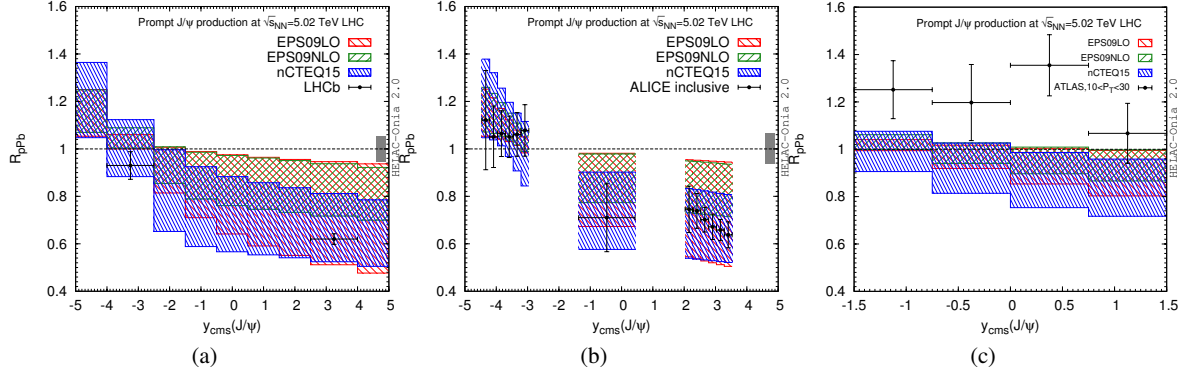 Prompt J/ψ production at √sNN=5.02 TeV LHC
EPS09LO
EPS09NLO
nCTEQ15
LHCb
RpPb
1.4
1.2
1
0.8
0.6
0.4
-5 -4 -3 -2 -1 0 1 2 3 4 5
ycms(J/ψ)
HELAC-Onia 2.0
(a)
Prompt J/ψ production at √sNN=5.02 TeV LHC
EPS09LO
EPS09NLO
nCTEQ15
ALICE inclusive
RpPb
1.4
1.2
1
0.8
0.6
0.4
-5 -4 -3 -2 -1 0 1 2 3 4 5
ycms(J/ψ)
HELAC-Onia 2.0
(b)
Prompt J/ψ production at √sNN=5.02 TeV LHC
EPS09LO
EPS09NLO
nCTEQ15
ATLAS,10<PT<30
RpPb
1.6
1.4
1.2
1
0.8
0.6
0.4
-1.5 -1 -0.5 0 0.5 1 1.5
ycms(J/ψ)
HELAC-Onia 2.0
(c)